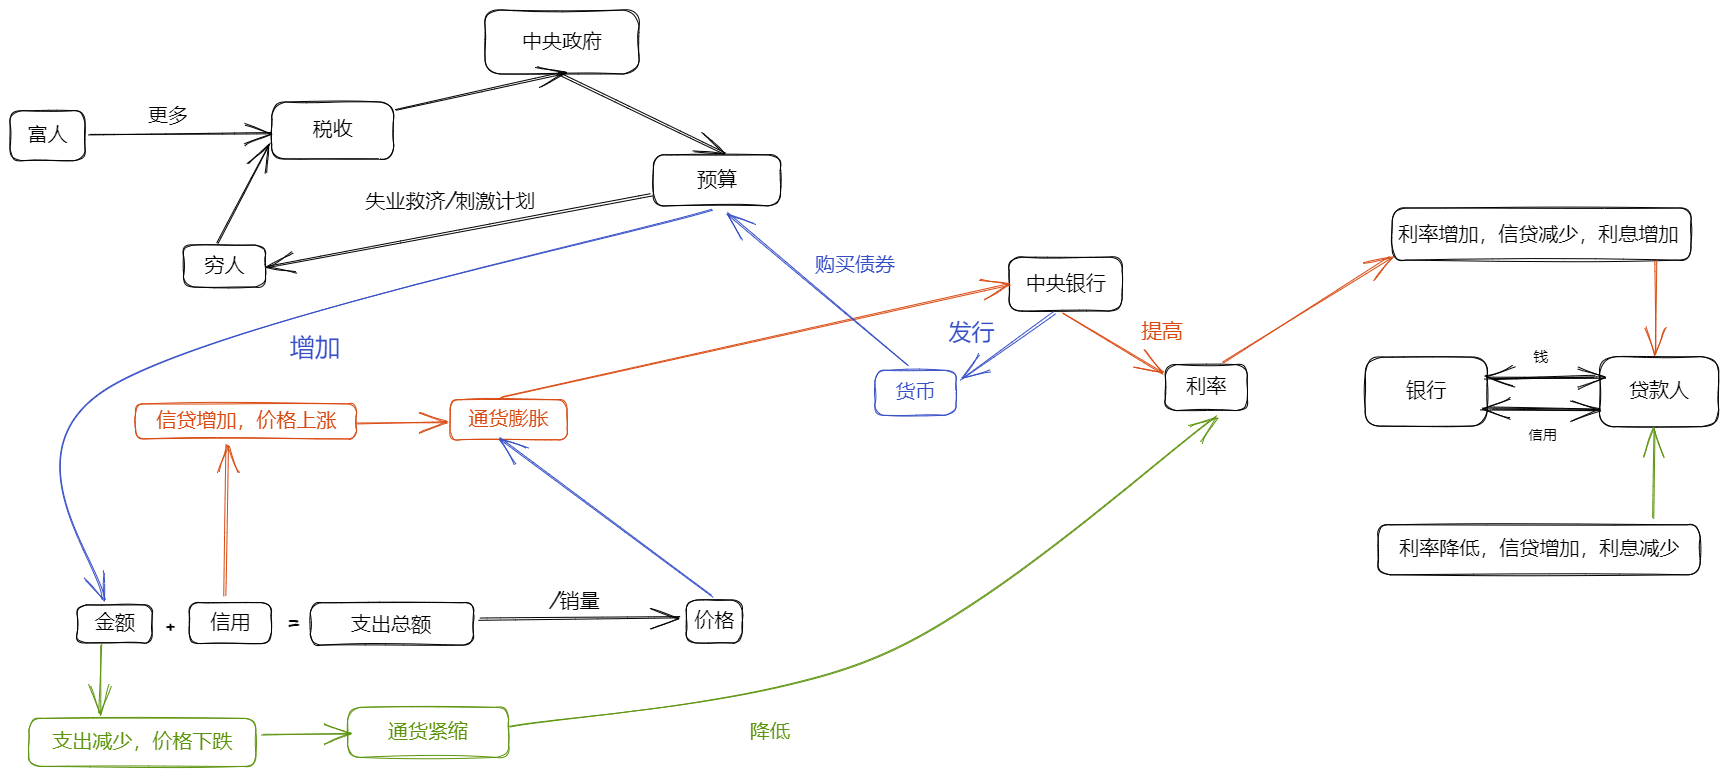 中央政府
富人
更多
税收
预算
失业救济/刺激计划
穷人
购买债券
中央银行
利率增加，信贷减少，利息增加
增加
发行
提高
货币
利率
银行
钱
贷款人
信用
信贷增加，价格上涨
通货膨胀
利率降低，信贷增加，利息减少
金额
+
信用
=
支出总额
/销量
价格
支出减少，价格下跌
通货紧缩
降低